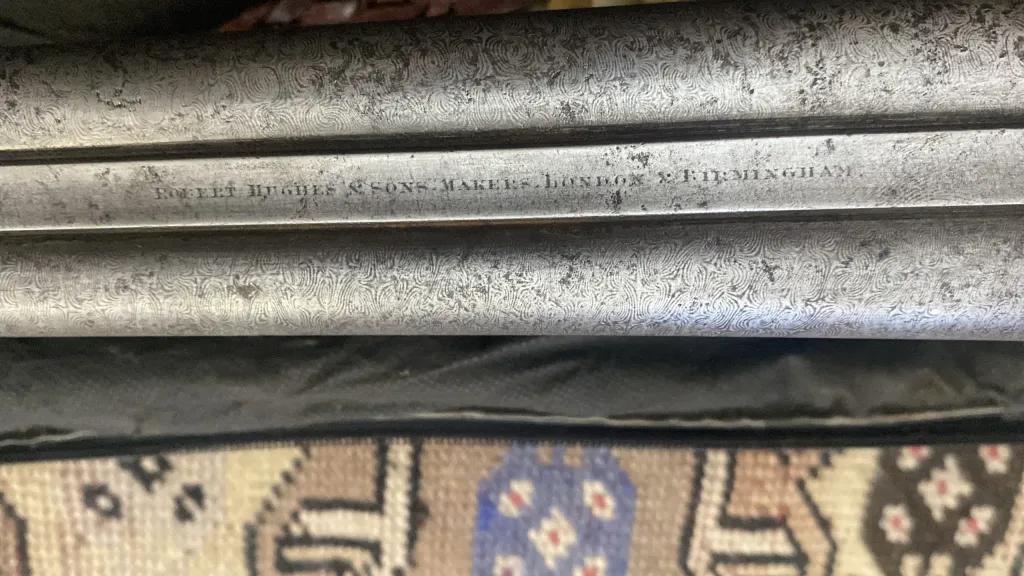 ROBERT HUGHES & SONS. MAKERS. LONDON & BIRMINGHAM.